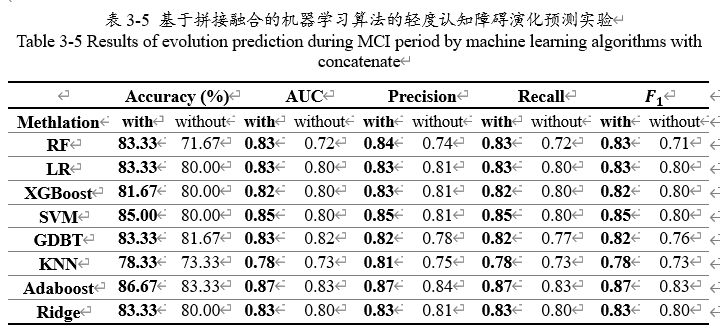 表 3-5 基于拼接融合的机器学习算法的轻度认知障碍演化预测实验
Table 3-5 Results of evolution prediction during MCI period by machine learning algorithms with
concatenate
Accuracy (%) AUC Precision Recall F1
Methlation with without with without with without with without with without
RF 83.33 71.67 0.83 0.72 0.84 0.74 0.83 0.72 0.83 0.71
LR 83.33 80.00 0.83 0.80 0.83 0.81 0.83 0.80 0.83 0.80
XGBoost 81.67 80.00 0.82 0.80 0.83 0.81 0.82 0.80 0.82 0.80
SVM 85.00 80.00 0.85 0.80 0.85 0.81 0.85 0.80 0.85 0.80
GDBT 83.33 81.67 0.83 0.82 0.82 0.78 0.82 0.77 0.82 0.76
KNN 78.33 73.33 0.78 0.73 0.81 0.75 0.78 0.73 0.78 0.73
Adaboost 86.67 83.33 0.87 0.83 0.87 0.84 0.87 0.83 0.87 0.83
Ridge 83.33 80.00 0.83 0.80 0.83 0.81 0.83 0.80 0.83 0.80